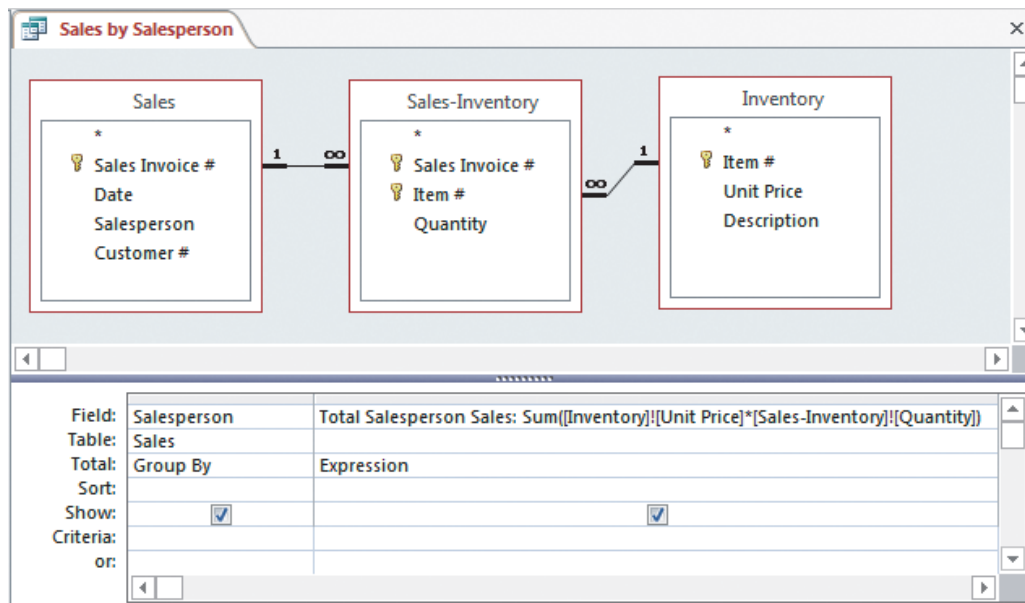 Sales by Salesperson
Sales
*
Sales Invoice #
Date
Salesperson
Customer #
1
∞
Sales-Inventory
*
Sales Invoice #
Item #
Quantity
∞
1
Inventory
*
Item #
Unit Price
Description
Field: Salesperson Total Salesperson Sales: Sum([Inventory]![Unit Price]*[Sales-Inventory]![Quantity])
Table: Sales
Total: Group By Expression
Sort:
Show:
Criteria:
or: